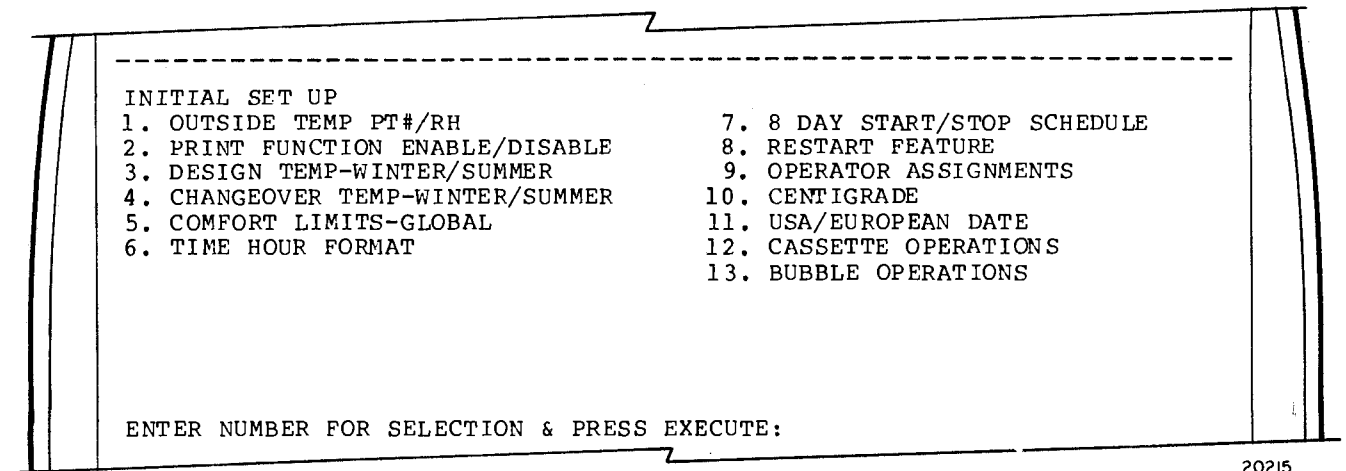 INITIAL SET UP
1. OUTSIDE TEMP PT#/RH
2. PRINT FUNCTION ENABLE/DISABLE
3. DESIGN TEMP-WINTER/SUMMER
4. CHANGEOVER TEMP-WINTER/SUMMER
5. COMFORT LIMITS-GLOBAL
6. TIME HOUR FORMAT
7. 8 DAY START/STOP SCHEDULE
8. RESTART FEATURE
9. OPERATOR ASSIGNMENTS
10. CENTIGRADE
11. USA/EUROPEAN DATE
12. CASSETTE OPERATIONS
13. BUBBLE OPERATIONS
ENTER NUMBER FOR SELECTION & PRESS EXECUTE:
20215